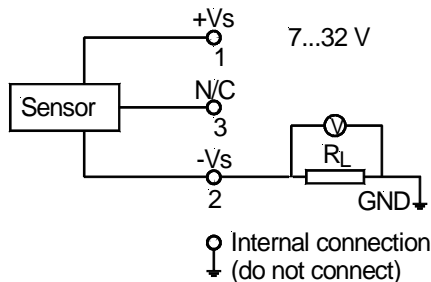 +Vs
7...32 V
1
N/C
Sensor
3
V
-Vs
RL
2
GND
Internal connection
(do not connect)